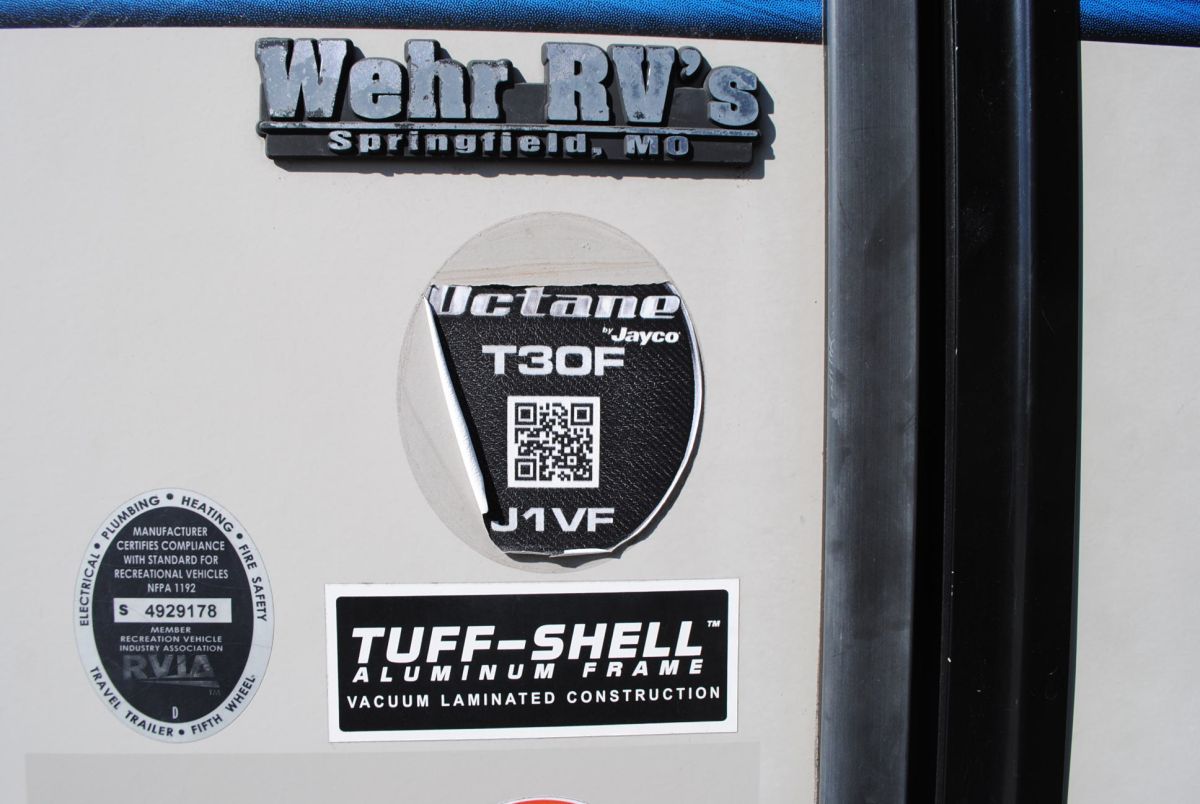 Wehr RV's
Springfield, MO
Octane
by Jayco
T30F
J1VF
ELECTRICAL • PLUMBING • HEATING • FIRE SAFETY
MANUFACTURER
CERTIFIES COMPLIANCE
WITH STANDARD FOR
RECREATIONAL VEHICLES
NFPA 1192
S 4929178
MEMBER
RECREATION VEHICLE
INDUSTRY ASSOCIATION
RVIA
TM
D
TRAVEL TRAILER • FIFTH WHEEL
TUFF-SHELL™
ALUMINUM FRAME
VACUUM LAMINATED CONSTRUCTION